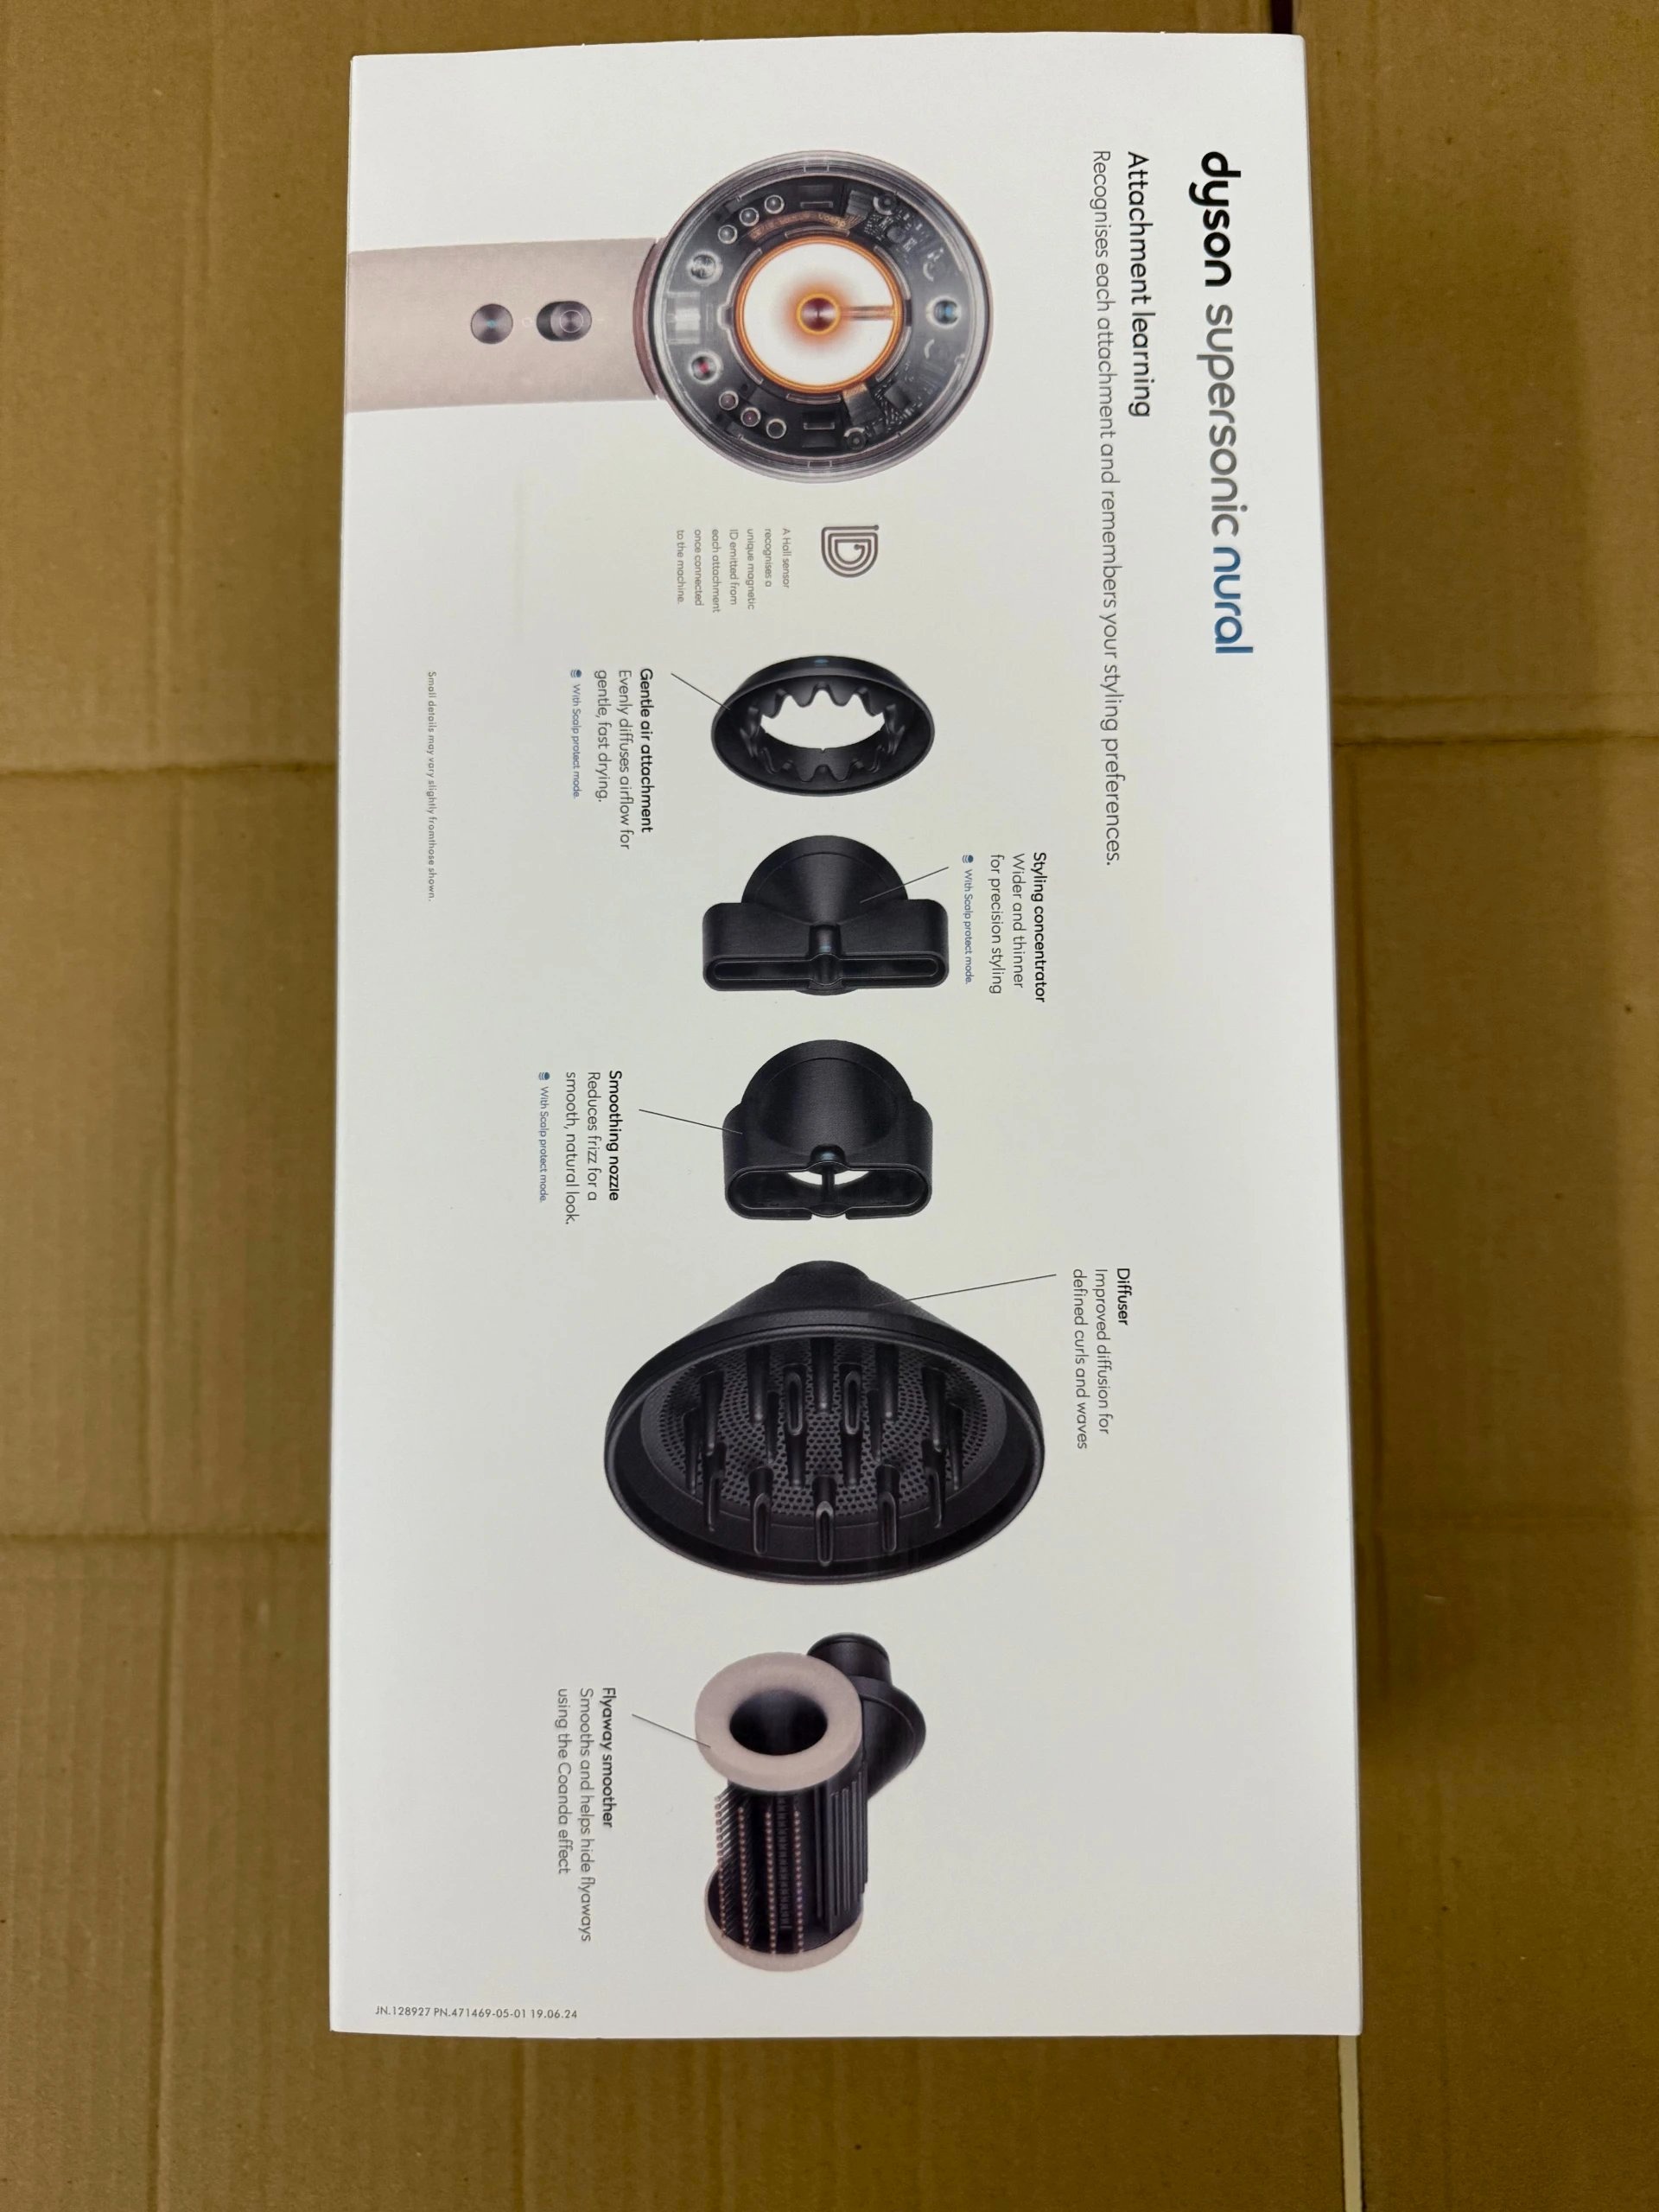 dyson supersonic nural
Attachment learning
Recognises each attachment and remembers your styling preferences.
ID
A Hall sensor
recognises a
unique magnetic
ID emitted from
each attachment
once connected
to the machine.
Gentle air attachment
Evenly diffuses airflow for
gentle, fast drying.
With Scalp protect mode.
Styling concentrator
Wider and thinner
for precision styling
With Scalp protect mode.
Smoothing nozzle
Reduces frizz for a
smooth, natural look.
With Scalp protect mode.
Diffuser
Improved diffusion for
defined curls and waves
Flyaway smoother
Smooths and helps hide flyaways
using the Coanda effect
Small details may vary slightly fromthose shown.
JN.128927 PN.471469-05-01 19.06.24